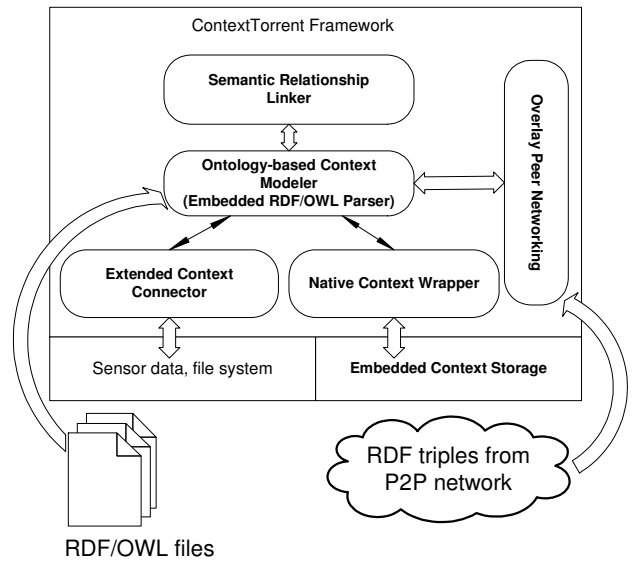 ContextTorrent Framework
Semantic Relationship
Linker
Ontology-based Context
Modeler
(Embedded RDF/OWL Parser)
Overlay Peer Networking
Extended Context
Connector
Native Context Wrapper
Sensor data, file system
Embedded Context Storage
RDF triples from
P2P network
RDF/OWL files